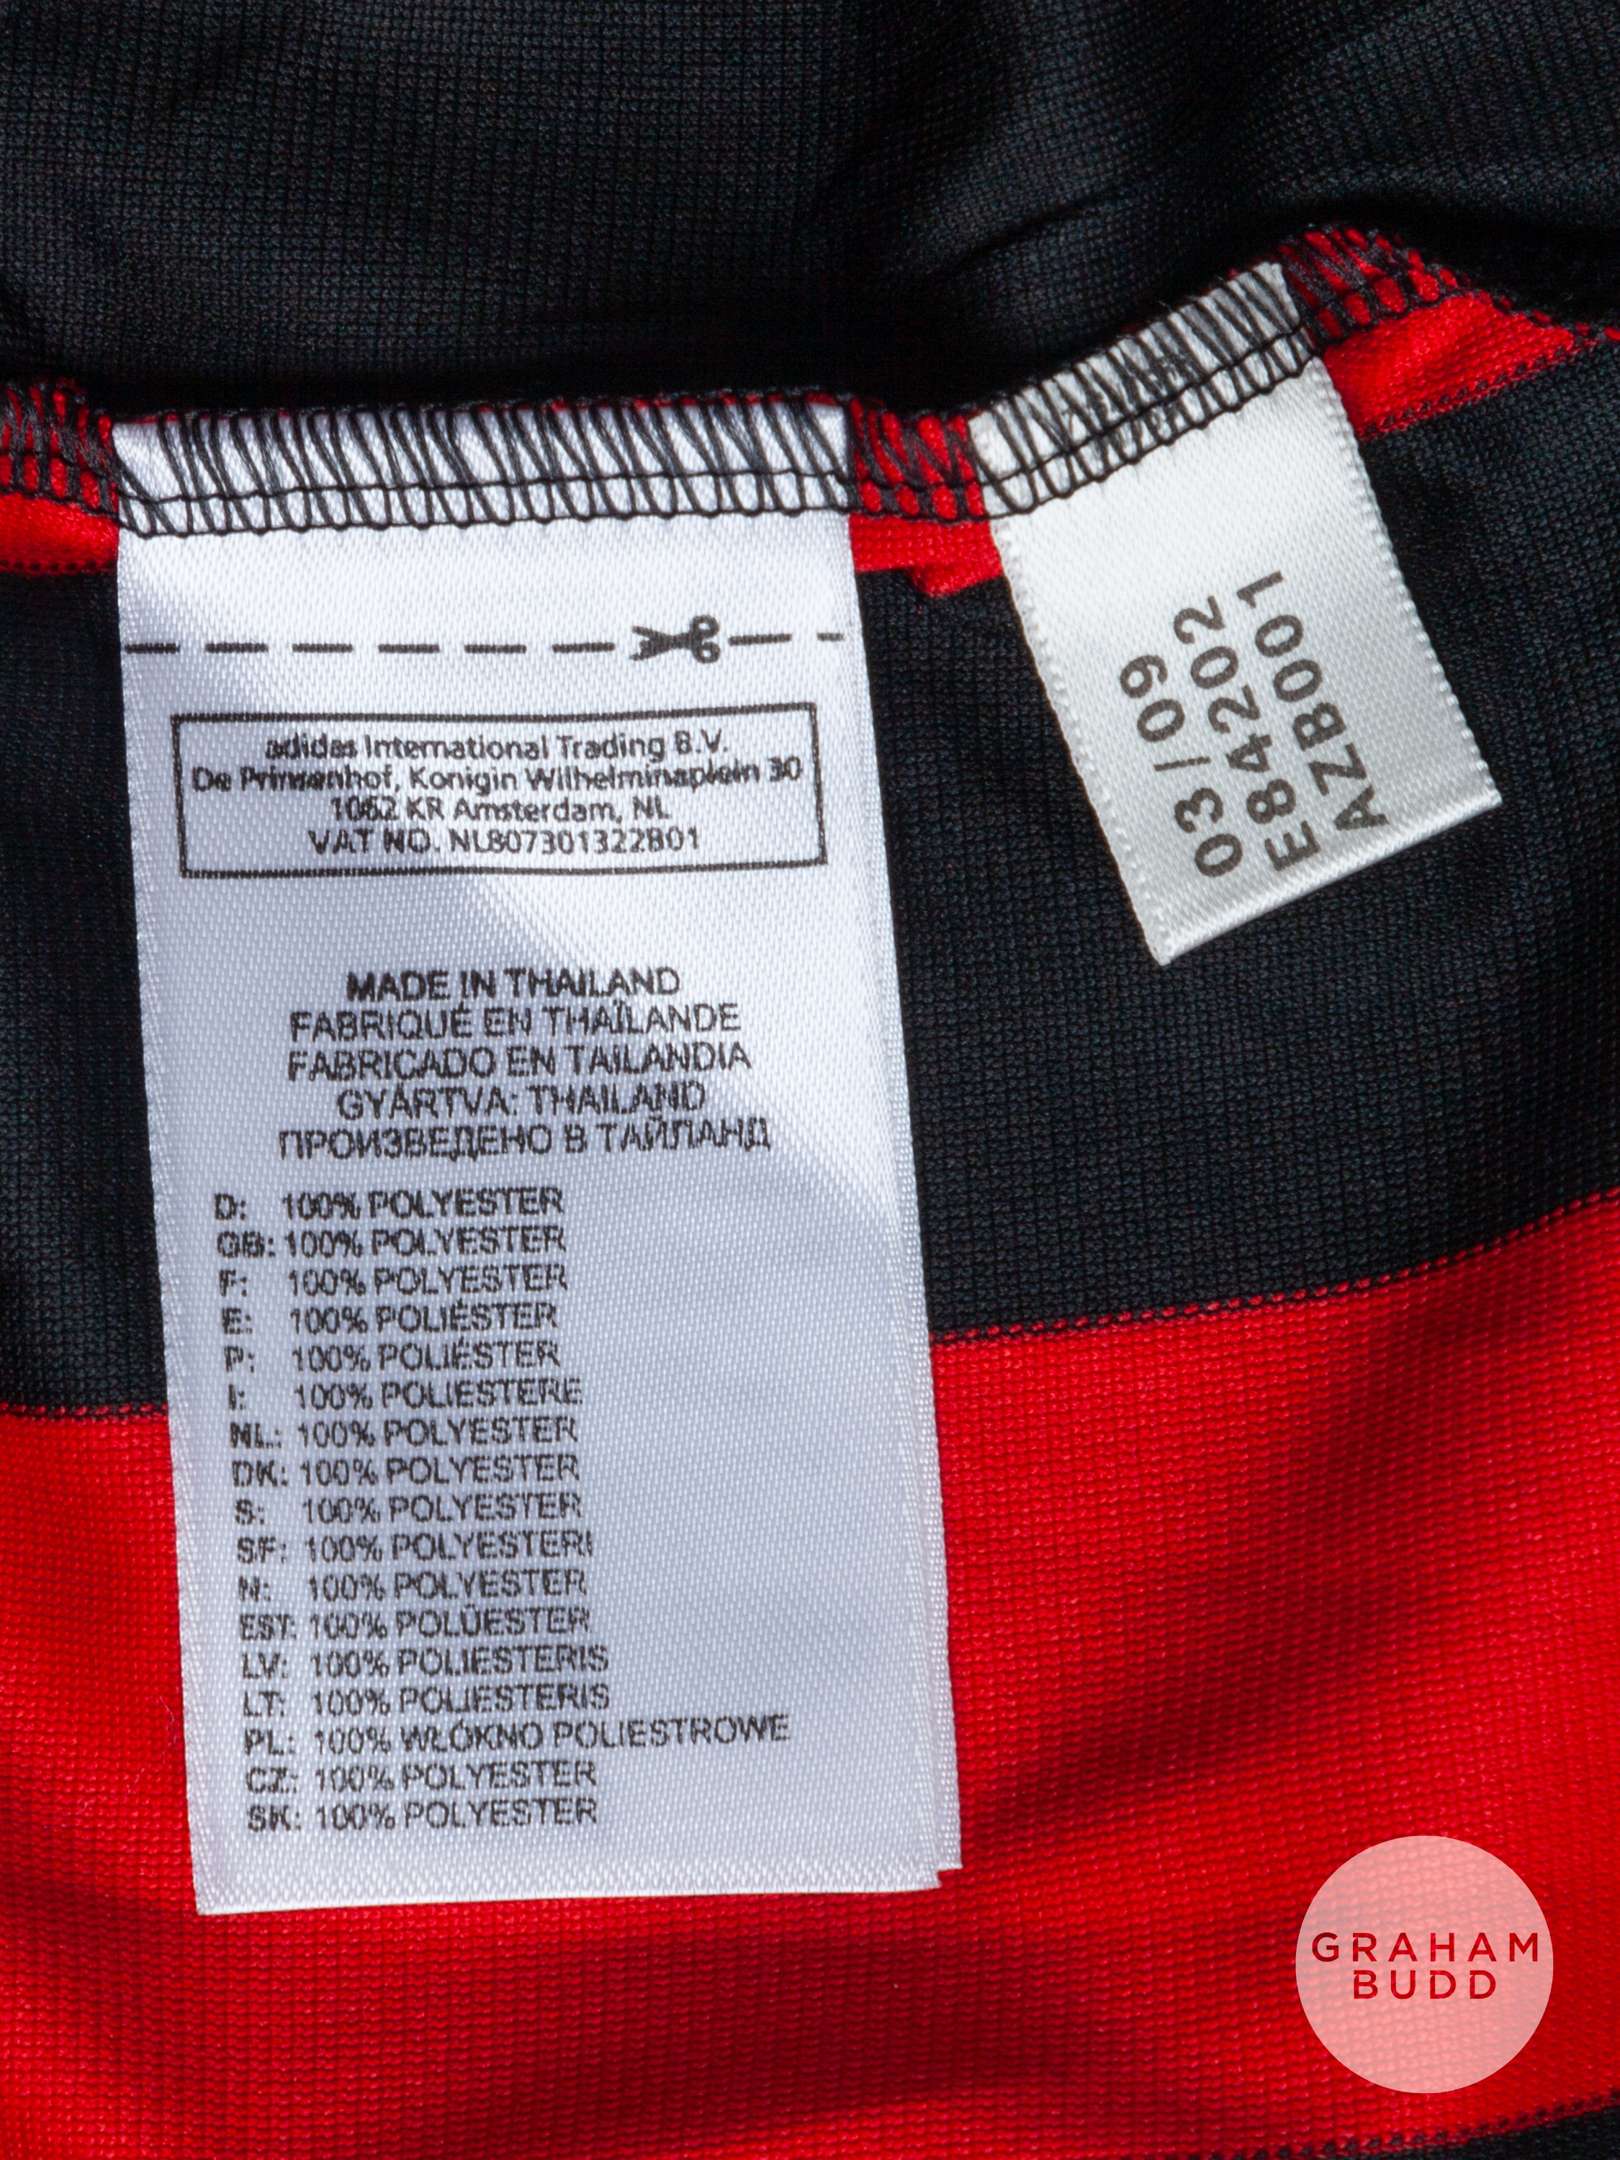 adidas International Trading B.V.
De Prinsenhof, Konigin Wilhelminaplein 30
1062 KR Amsterdam, NL
VAT NO. NL807301322B01
MADE IN THAILAND
FABRIQUÉ EN THAÏLANDE
FABRICADO EN TAILANDIA
GYÁRTVA: THAILAND
ПРОИЗВЕДЕНО В ТАЙЛАНД
D: 100% POLYESTER
GB: 100% POLYESTER
F: 100% POLYESTER
E: 100% POLIÉSTER
P: 100% POLIÉSTER
I: 100% POLIESTERE
NL: 100% POLYESTER
DK: 100% POLYESTER
S: 100% POLYESTER
SF: 100% POLYESTERI
N: 100% POLYESTER
EST: 100% POLÜESTER
LV: 100% POLIESTERIS
LT: 100% POLIESTERIS
PL: 100% WŁÓKNO POLIESTROWE
CZ: 100% POLYESTER
SK: 100% POLYESTER
03/09
E84202
AZB001
GRAHAM
BUDD